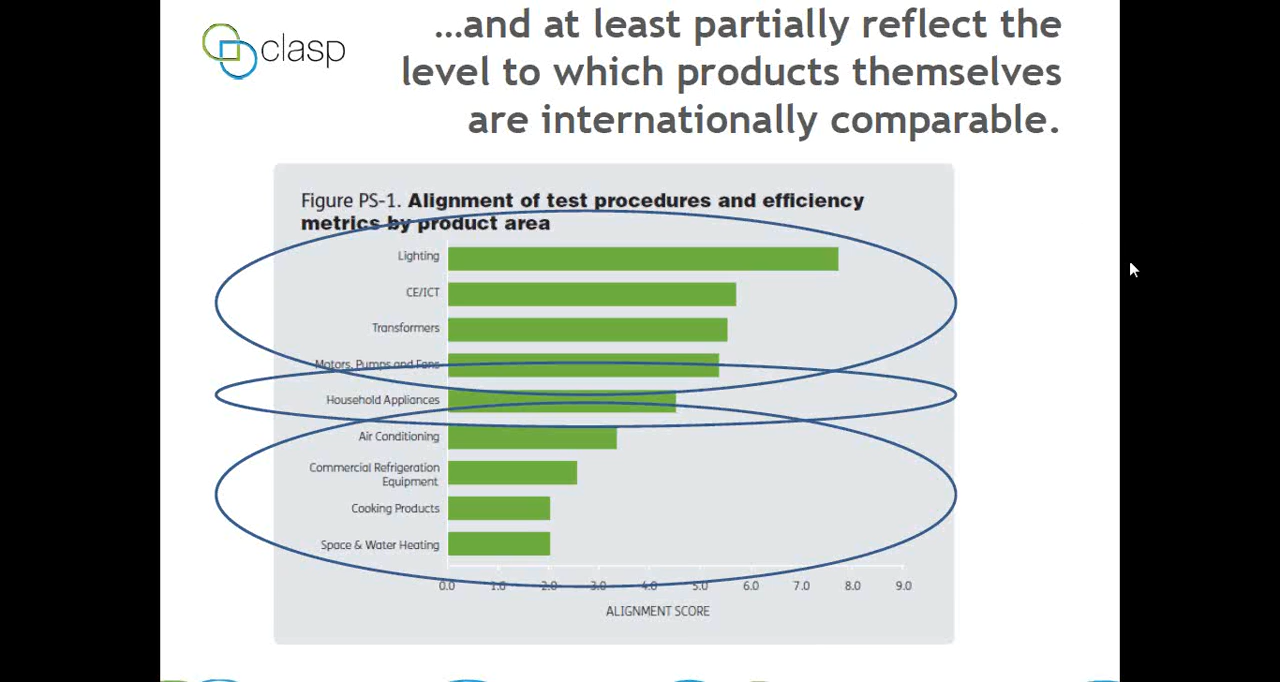 clasp
…and at least partially reflect the
level to which products themselves
are internationally comparable.
Figure PS-1. Alignment of test procedures and efficiency
metrics by product area
Lighting
CE/ICT
Transformers
Motors, Pumps and Fans
Household Appliances
Air Conditioning
Commercial Refrigeration
Equipment
Cooking Products
Space & Water Heating
0.0 1.0 2.0 3.0 4.0 5.0 6.0 7.0 8.0 9.0
ALIGNMENT SCORE